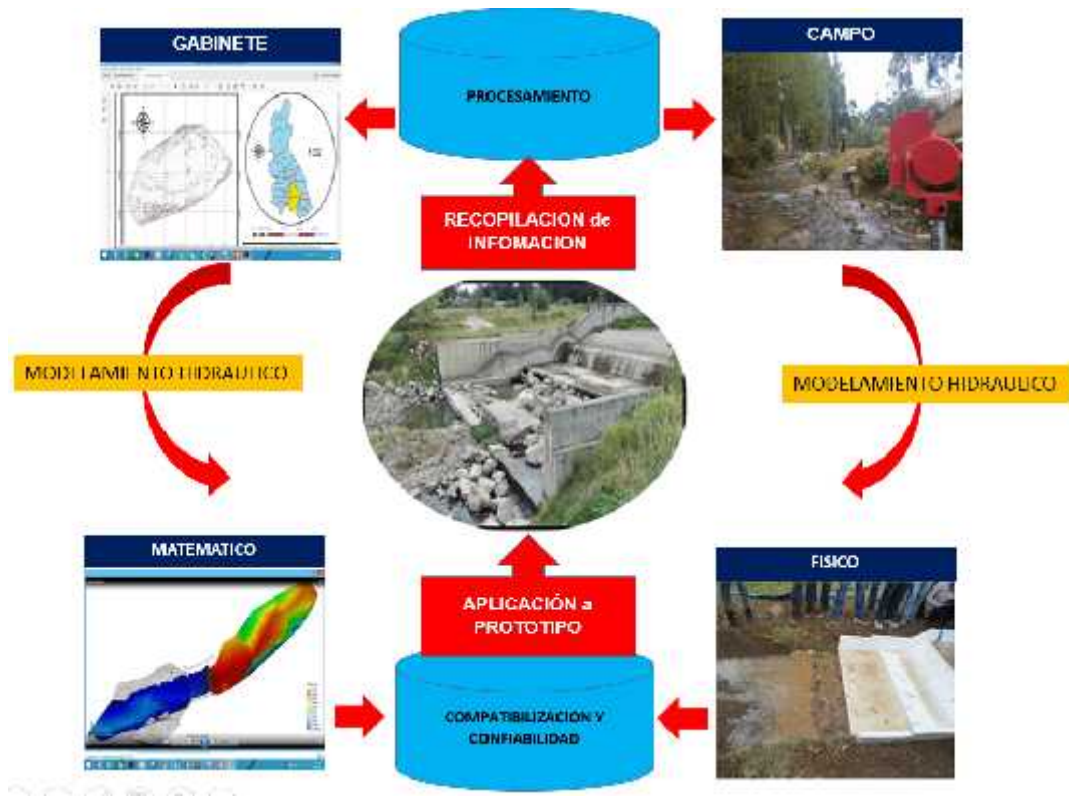 GABINETE
PROCESAMIENTO
CAMPO
RECOPILACION de
INFOMACION
MODELAMIENTO HIDRAULICO
MODELAMIENTO HIDRAULICO
MATEMATICO
FISICO
APLICACIÓN a
PROTOTIPO
COMPATIBILIZACION Y
CONFIABILIDAD